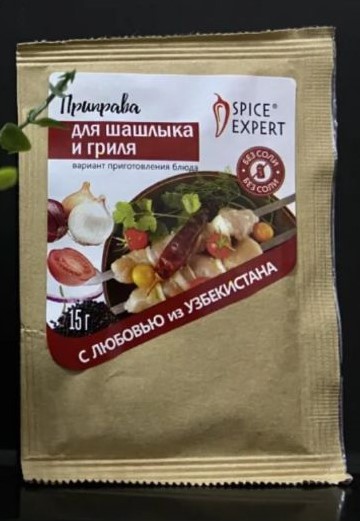 Приправа
для шашлыка
и гриля
вариант приготовления блюда
SPICE®
EXPERT
БЕЗ СОЛИ
БЕЗ СОЛИ
15 г
С ЛЮБОВЬЮ из УЗБЕКИСТАНА